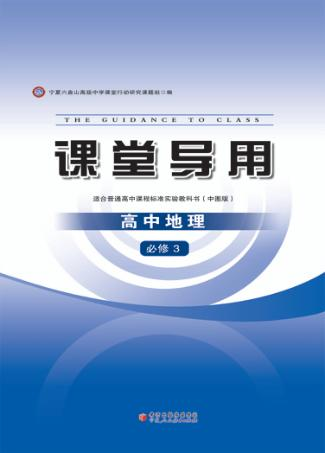 宁夏六盘山高级中学课堂行动研究课题组◎编
THE GUIDANCE TO CLASS
课堂导用
适合普通高中课程标准实验教科书（中图版）
高中地理
必修 3